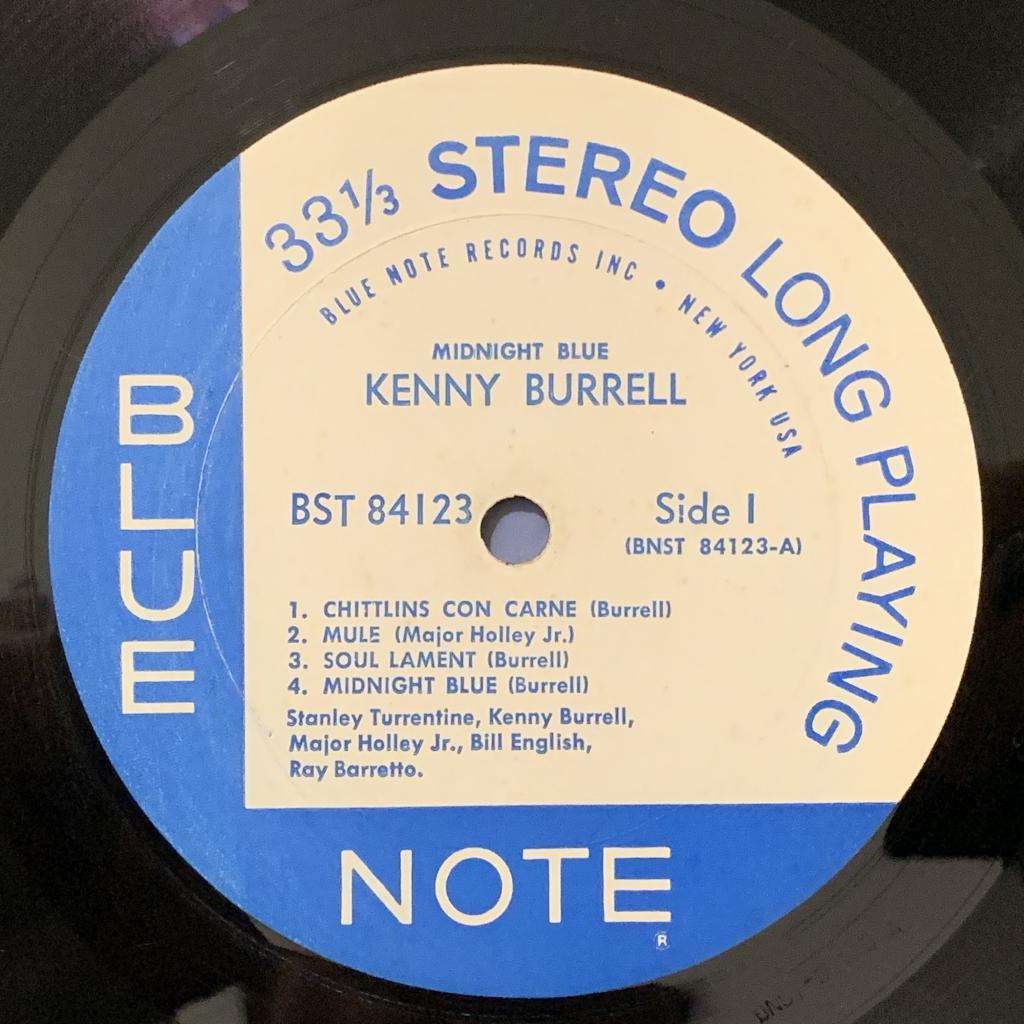 33⅓ STEREO LONG PLAYING
BLUE NOTE RECORDS INC • NEW YORK USA
MIDNIGHT BLUE
KENNY BURRELL
BST 84123
Side 1
(BNST 84123-A)
1. CHITTLINS CON CARNE (Burrell)
2. MULE (Major Holley Jr.)
3. SOUL LAMENT (Burrell)
4. MIDNIGHT BLUE (Burrell)
Stanley Turrentine, Kenny Burrell,
Major Holley Jr., Bill English,
Ray Barretto.
BLUE
NOTE
®